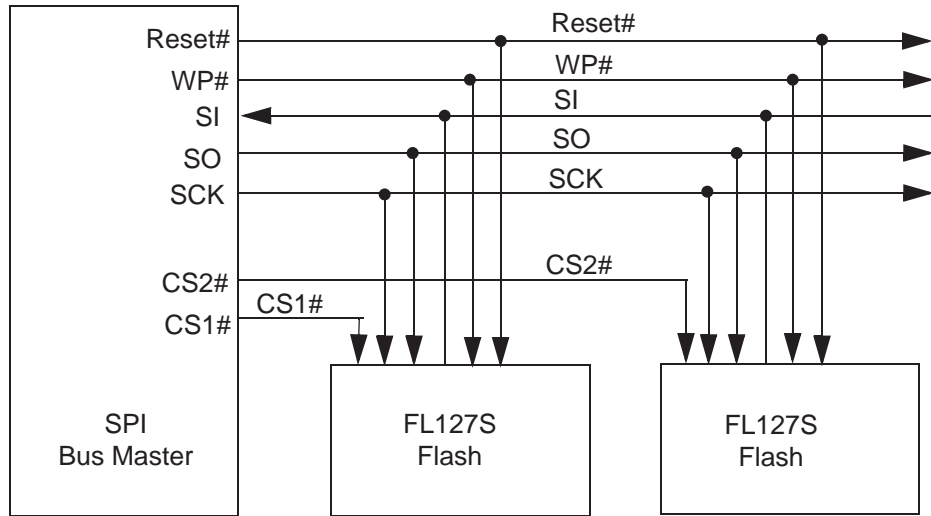 Reset#
Reset#
WP#
WP#
SI
SI
SO
SO
SCK
SCK
CS2#
CS2#
CS1#
CS1#
SPI
Bus Master
FL127S
Flash
FL127S
Flash